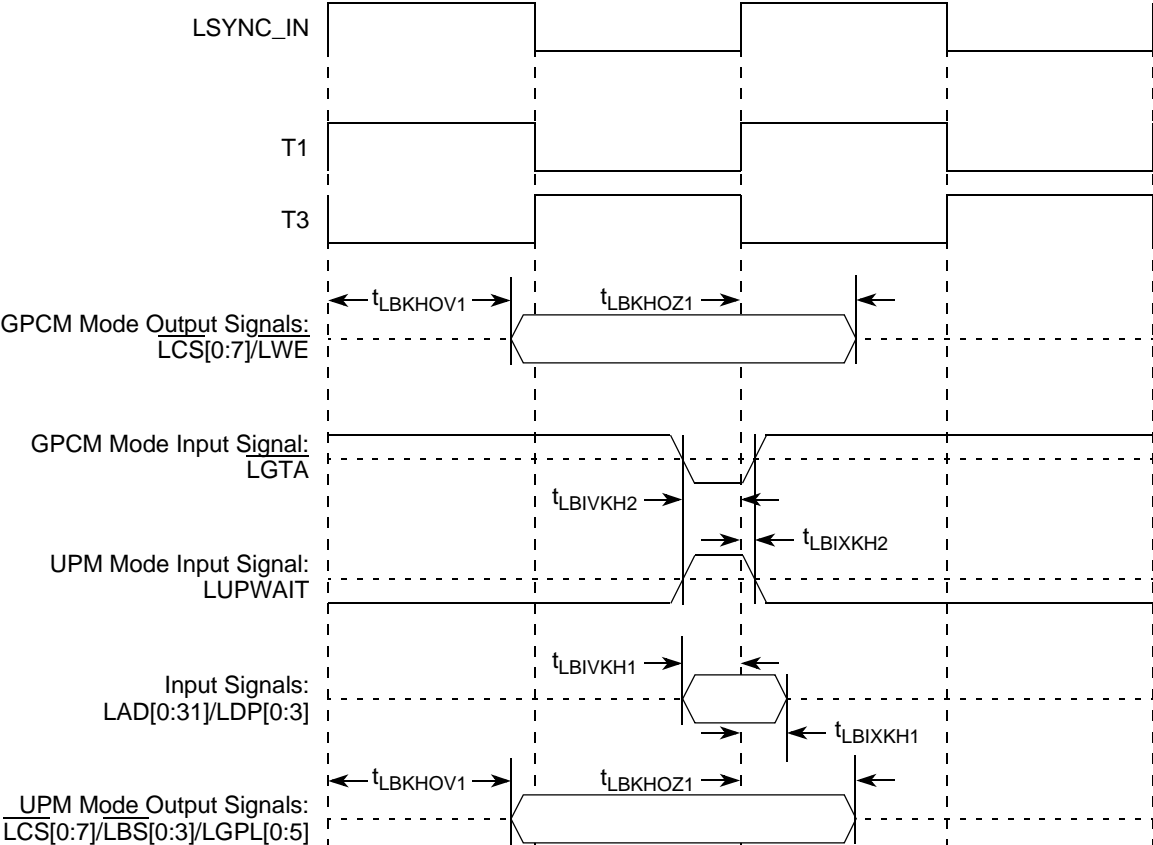 LSYNC_IN
T1
T3
tLBKHOV1
tLBKHOZ1
GPCM Mode Output Signals:
LCS[0:7]/LWE
GPCM Mode Input Signal:
LGTA
tLBIVKH2
tLBIXKH2
UPM Mode Input Signal:
LUPWAIT
tLBIVKH1
Input Signals:
LAD[0:31]/LDP[0:3]
tLBIXKH1
tLBKHOV1
tLBKHOZ1
UPM Mode Output Signals:
LCS[0:7]/LBS[0:3]/LGPL[0:5]